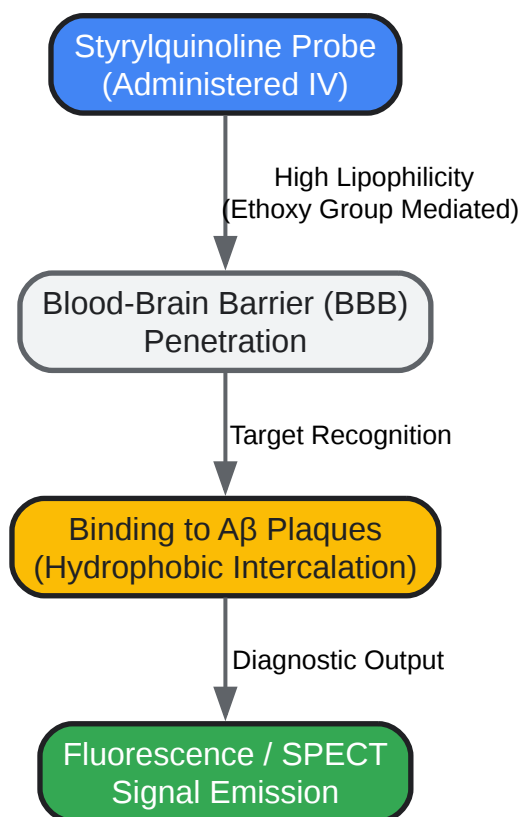 Styrylquinoline Probe
(Administered IV)
High Lipophilicity
(Ethoxy Group Mediated)
Blood-Brain Barrier (BBB)
Penetration
Target Recognition
Binding to Aβ Plaques
(Hydrophobic Intercalation)
Diagnostic Output
Fluorescence / SPECT
Signal Emission